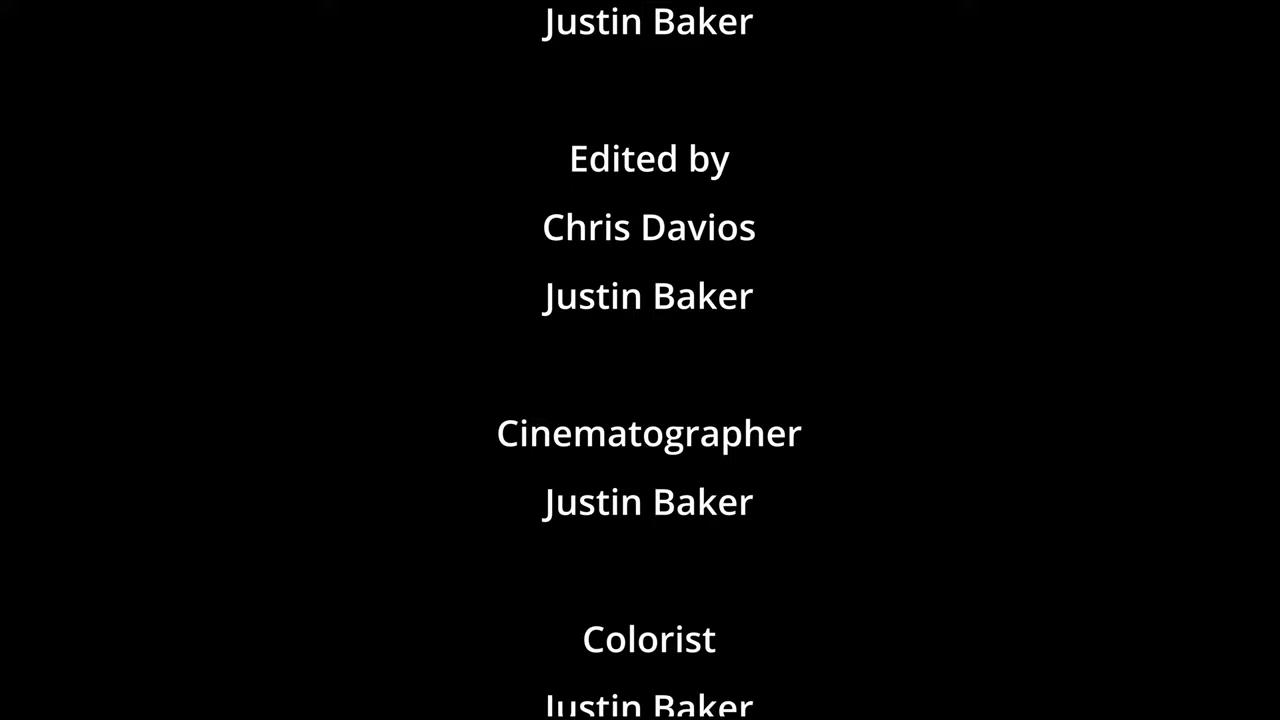 Justin Baker
Edited by
Chris Davios
Justin Baker
Cinematographer
Justin Baker
Colorist
Justin Baker